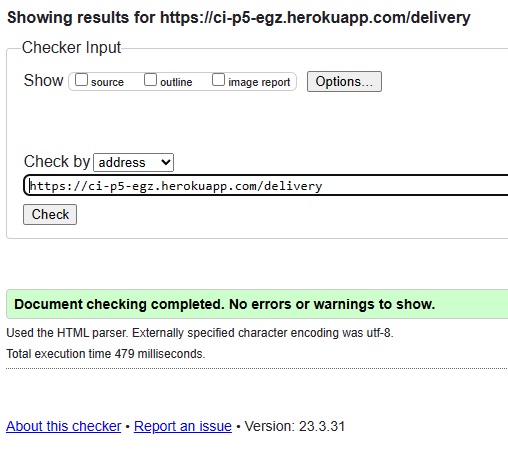 Showing results for https://ci-p5-egz.herokuapp.com/delivery
Checker Input
Show source outline image report Options...
Check by address
https://ci-p5-egz.herokuapp.com/delivery
Check
Document checking completed. No errors or warnings to show.
Used the HTML parser. Externally specified character encoding was utf-8.
Total execution time 479 milliseconds.
About this checker • Report an issue • Version: 23.3.31